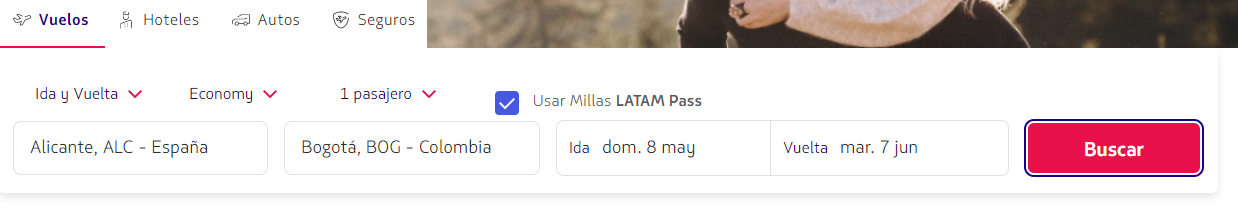 Vuelos Hoteles Autos Seguros
Ida y Vuelta Economy 1 pasajero Usar Millas LATAM Pass
Alicante, ALC - España Bogotá, BOG - Colombia Ida dom. 8 may Vuelta mar. 7 jun Buscar